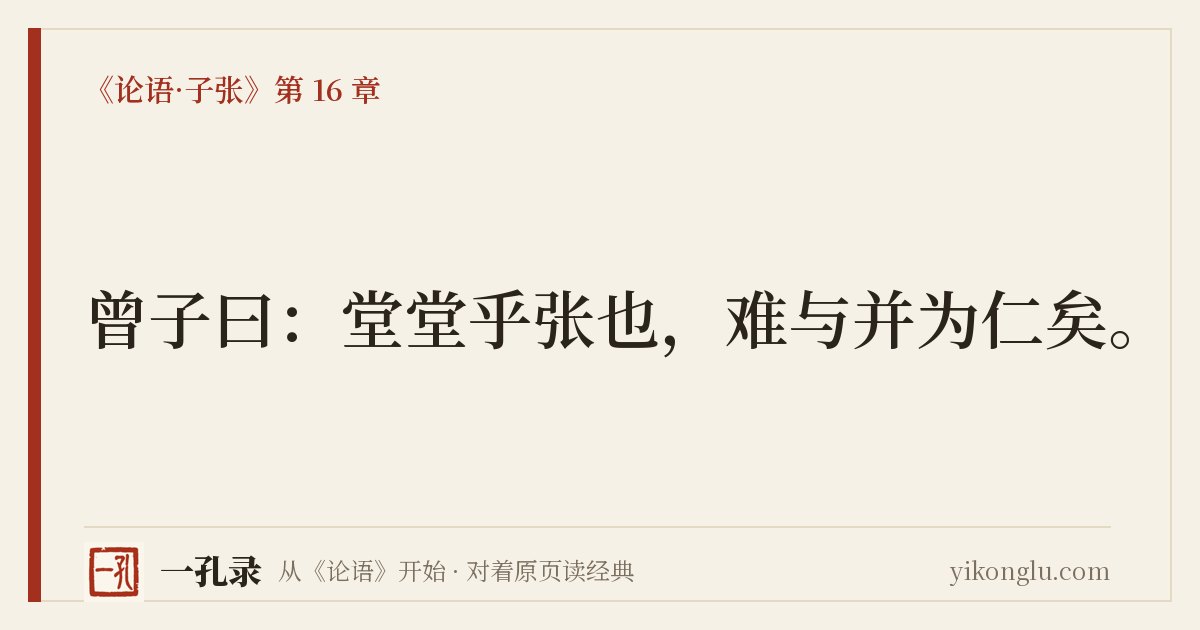 《论语·子张》第 16 章
曾子曰：堂堂乎张也，难与并为仁矣。
一孔
一孔录 从《论语》开始 · 对着原页读经典 yikonglu.com